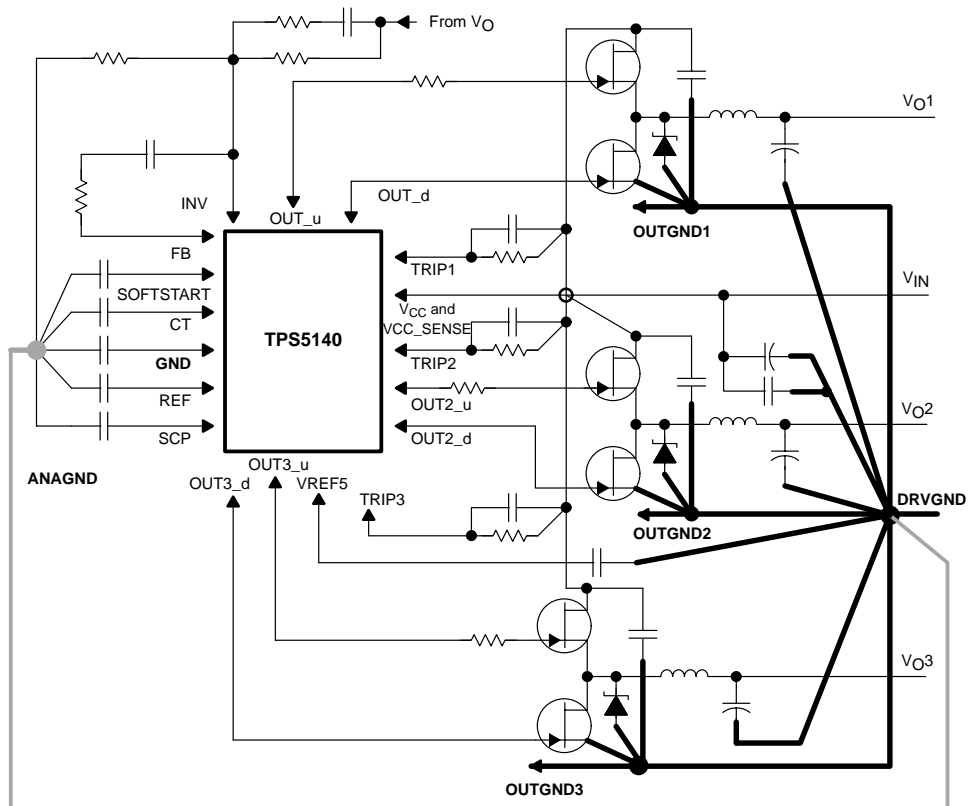 From VO
VO1
OUT_d
INV
OUT_u
OUTGND1
FB
TRIP1
SOFTSTART
VIN
VCC and
VCC_SENSE
CT
TPS5140
GND
TRIP2
REF
OUT2_u
VO2
SCP
OUT2_d
OUT3_u
ANAGND
OUT3_d
VREF5
TRIP3
DRVGND
OUTGND2
VO3
OUTGND3